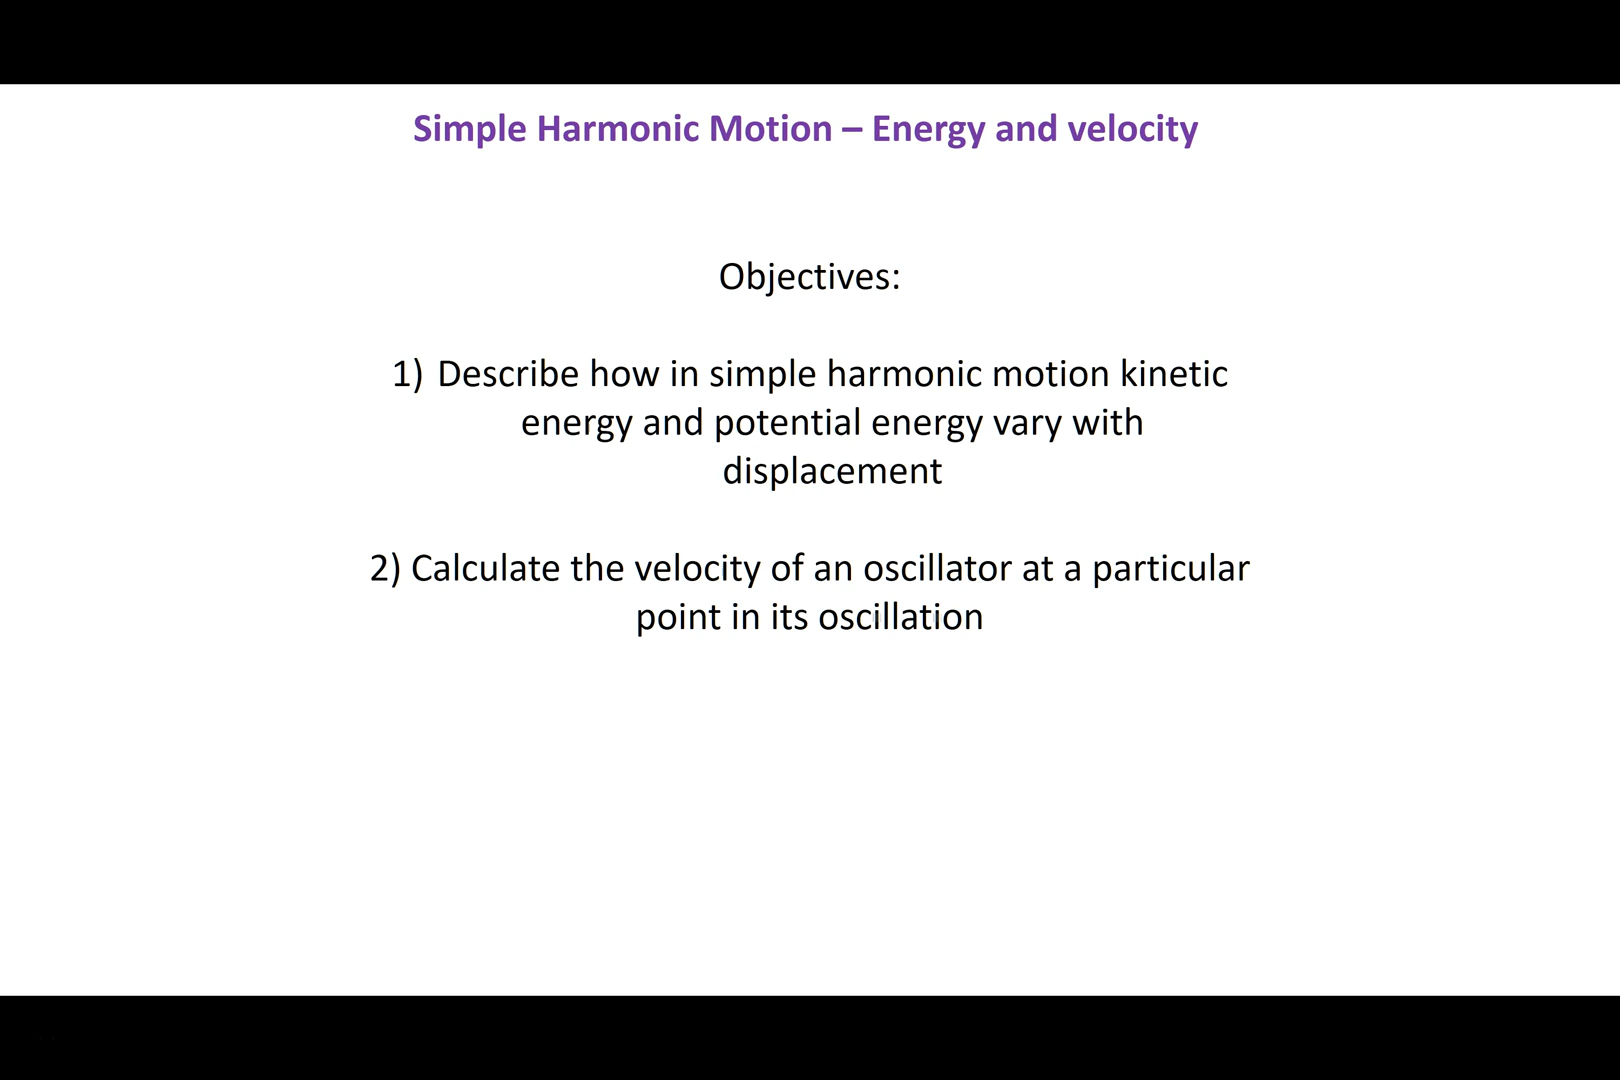 Simple Harmonic Motion – Energy and velocity
Objectives:
1) Describe how in simple harmonic motion kinetic
energy and potential energy vary with
displacement
2) Calculate the velocity of an oscillator at a particular
point in its oscillation